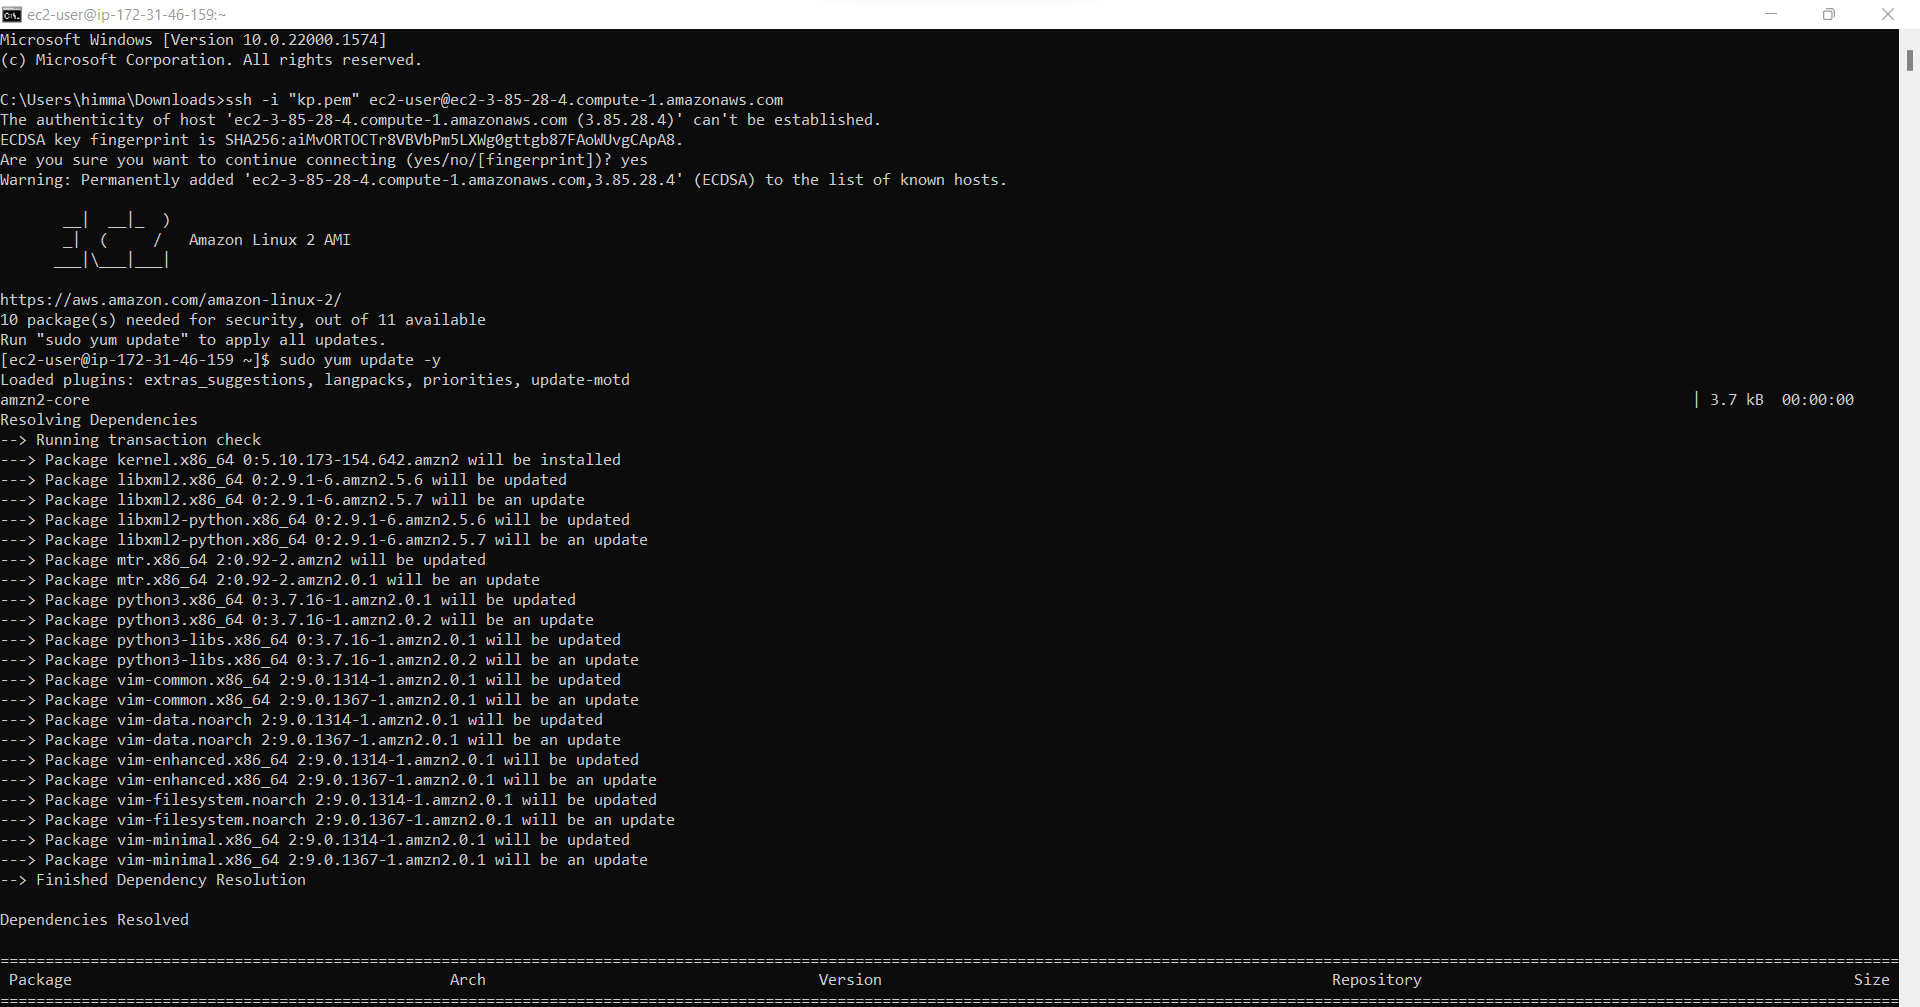 ec2-user@ip-172-31-46-159:~
Microsoft Windows [Version 10.0.22000.1574]
(c) Microsoft Corporation. All rights reserved.
C:\Users\himma\Downloads>ssh -i "kp.pem" ec2-user@ec2-3-85-28-4.compute-1.amazonaws.com
The authenticity of host 'ec2-3-85-28-4.compute-1.amazonaws.com (3.85.28.4)' can't be established.
ECDSA key fingerprint is SHA256:aiMvORTOCTr8VBVbPm5LXWg0gttgb87FAoWUvgCApA8.
Are you sure you want to continue connecting (yes/no/[fingerprint])? yes
Warning: Permanently added 'ec2-3-85-28-4.compute-1.amazonaws.com,3.85.28.4' (ECDSA) to the list of known hosts.
       __|  __|_  )
       _|  (     /   Amazon Linux 2 AMI
      ___|\___|___|
https://aws.amazon.com/amazon-linux-2/
10 package(s) needed for security, out of 11 available
Run "sudo yum update" to apply all updates.
[ec2-user@ip-172-31-46-159 ~]$ sudo yum update -y
Loaded plugins: extras_suggestions, langpacks, priorities, update-motd
amzn2-core | 3.7 kB  00:00:00
Resolving Dependencies
--> Running transaction check
---> Package kernel.x86_64 0:5.10.173-154.642.amzn2 will be installed
---> Package libxml2.x86_64 0:2.9.1-6.amzn2.5.6 will be updated
---> Package libxml2.x86_64 0:2.9.1-6.amzn2.5.7 will be an update
---> Package libxml2-python.x86_64 0:2.9.1-6.amzn2.5.6 will be updated
---> Package libxml2-python.x86_64 0:2.9.1-6.amzn2.5.7 will be an update
---> Package mtr.x86_64 2:0.92-2.amzn2 will be updated
---> Package mtr.x86_64 2:0.92-2.amzn2.0.1 will be an update
---> Package python3.x86_64 0:3.7.16-1.amzn2.0.1 will be updated
---> Package python3.x86_64 0:3.7.16-1.amzn2.0.2 will be an update
---> Package python3-libs.x86_64 0:3.7.16-1.amzn2.0.1 will be updated
---> Package python3-libs.x86_64 0:3.7.16-1.amzn2.0.2 will be an update
---> Package vim-common.x86_64 2:9.0.1314-1.amzn2.0.1 will be updated
---> Package vim-common.x86_64 2:9.0.1367-1.amzn2.0.1 will be an update
---> Package vim-data.noarch 2:9.0.1314-1.amzn2.0.1 will be updated
---> Package vim-data.noarch 2:9.0.1367-1.amzn2.0.1 will be an update
---> Package vim-enhanced.x86_64 2:9.0.1314-1.amzn2.0.1 will be updated
---> Package vim-enhanced.x86_64 2:9.0.1367-1.amzn2.0.1 will be an update
---> Package vim-filesystem.noarch 2:9.0.1314-1.amzn2.0.1 will be updated
---> Package vim-filesystem.noarch 2:9.0.1367-1.amzn2.0.1 will be an update
---> Package vim-minimal.x86_64 2:9.0.1314-1.amzn2.0.1 will be updated
---> Package vim-minimal.x86_64 2:9.0.1367-1.amzn2.0.1 will be an update
--> Finished Dependency Resolution
Dependencies Resolved
Package Arch Version Repository Size